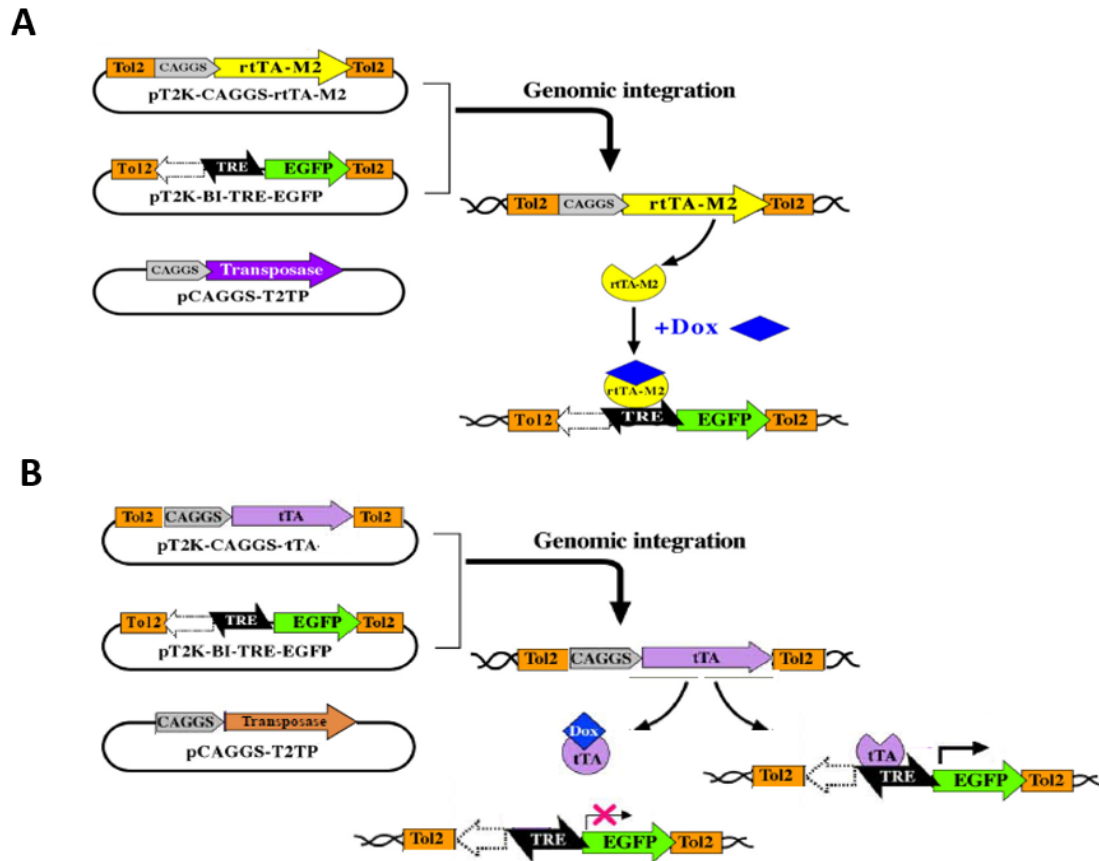 A
Tol2 CAGGS rtTA-M2 Tol2
pT2K-CAGGS-rtTA-M2
Genomic integration
Tol2 TRE EGFP Tol2
pT2K-BI-TRE-EGFP
Tol2 CAGGS rtTA-M2 Tol2
CAGGS Transposase
pCAGGS-T2TP
rtTA-M2
+Dox
rtTA-M2
Tol2 TRE EGFP Tol2
B
Tol2 CAGGS tTA Tol2
pT2K-CAGGS-tTA.
Genomic integration
Tol2 TRE EGFP Tol2
pT2K-BI-TRE-EGFP
Tol2 CAGGS tTA Tol2
CAGGS Transposase
pCAGGS-T2TP
Dox
tTA
tTA
Tol2 TRE EGFP Tol2
Tol2 TRE EGFP Tol2